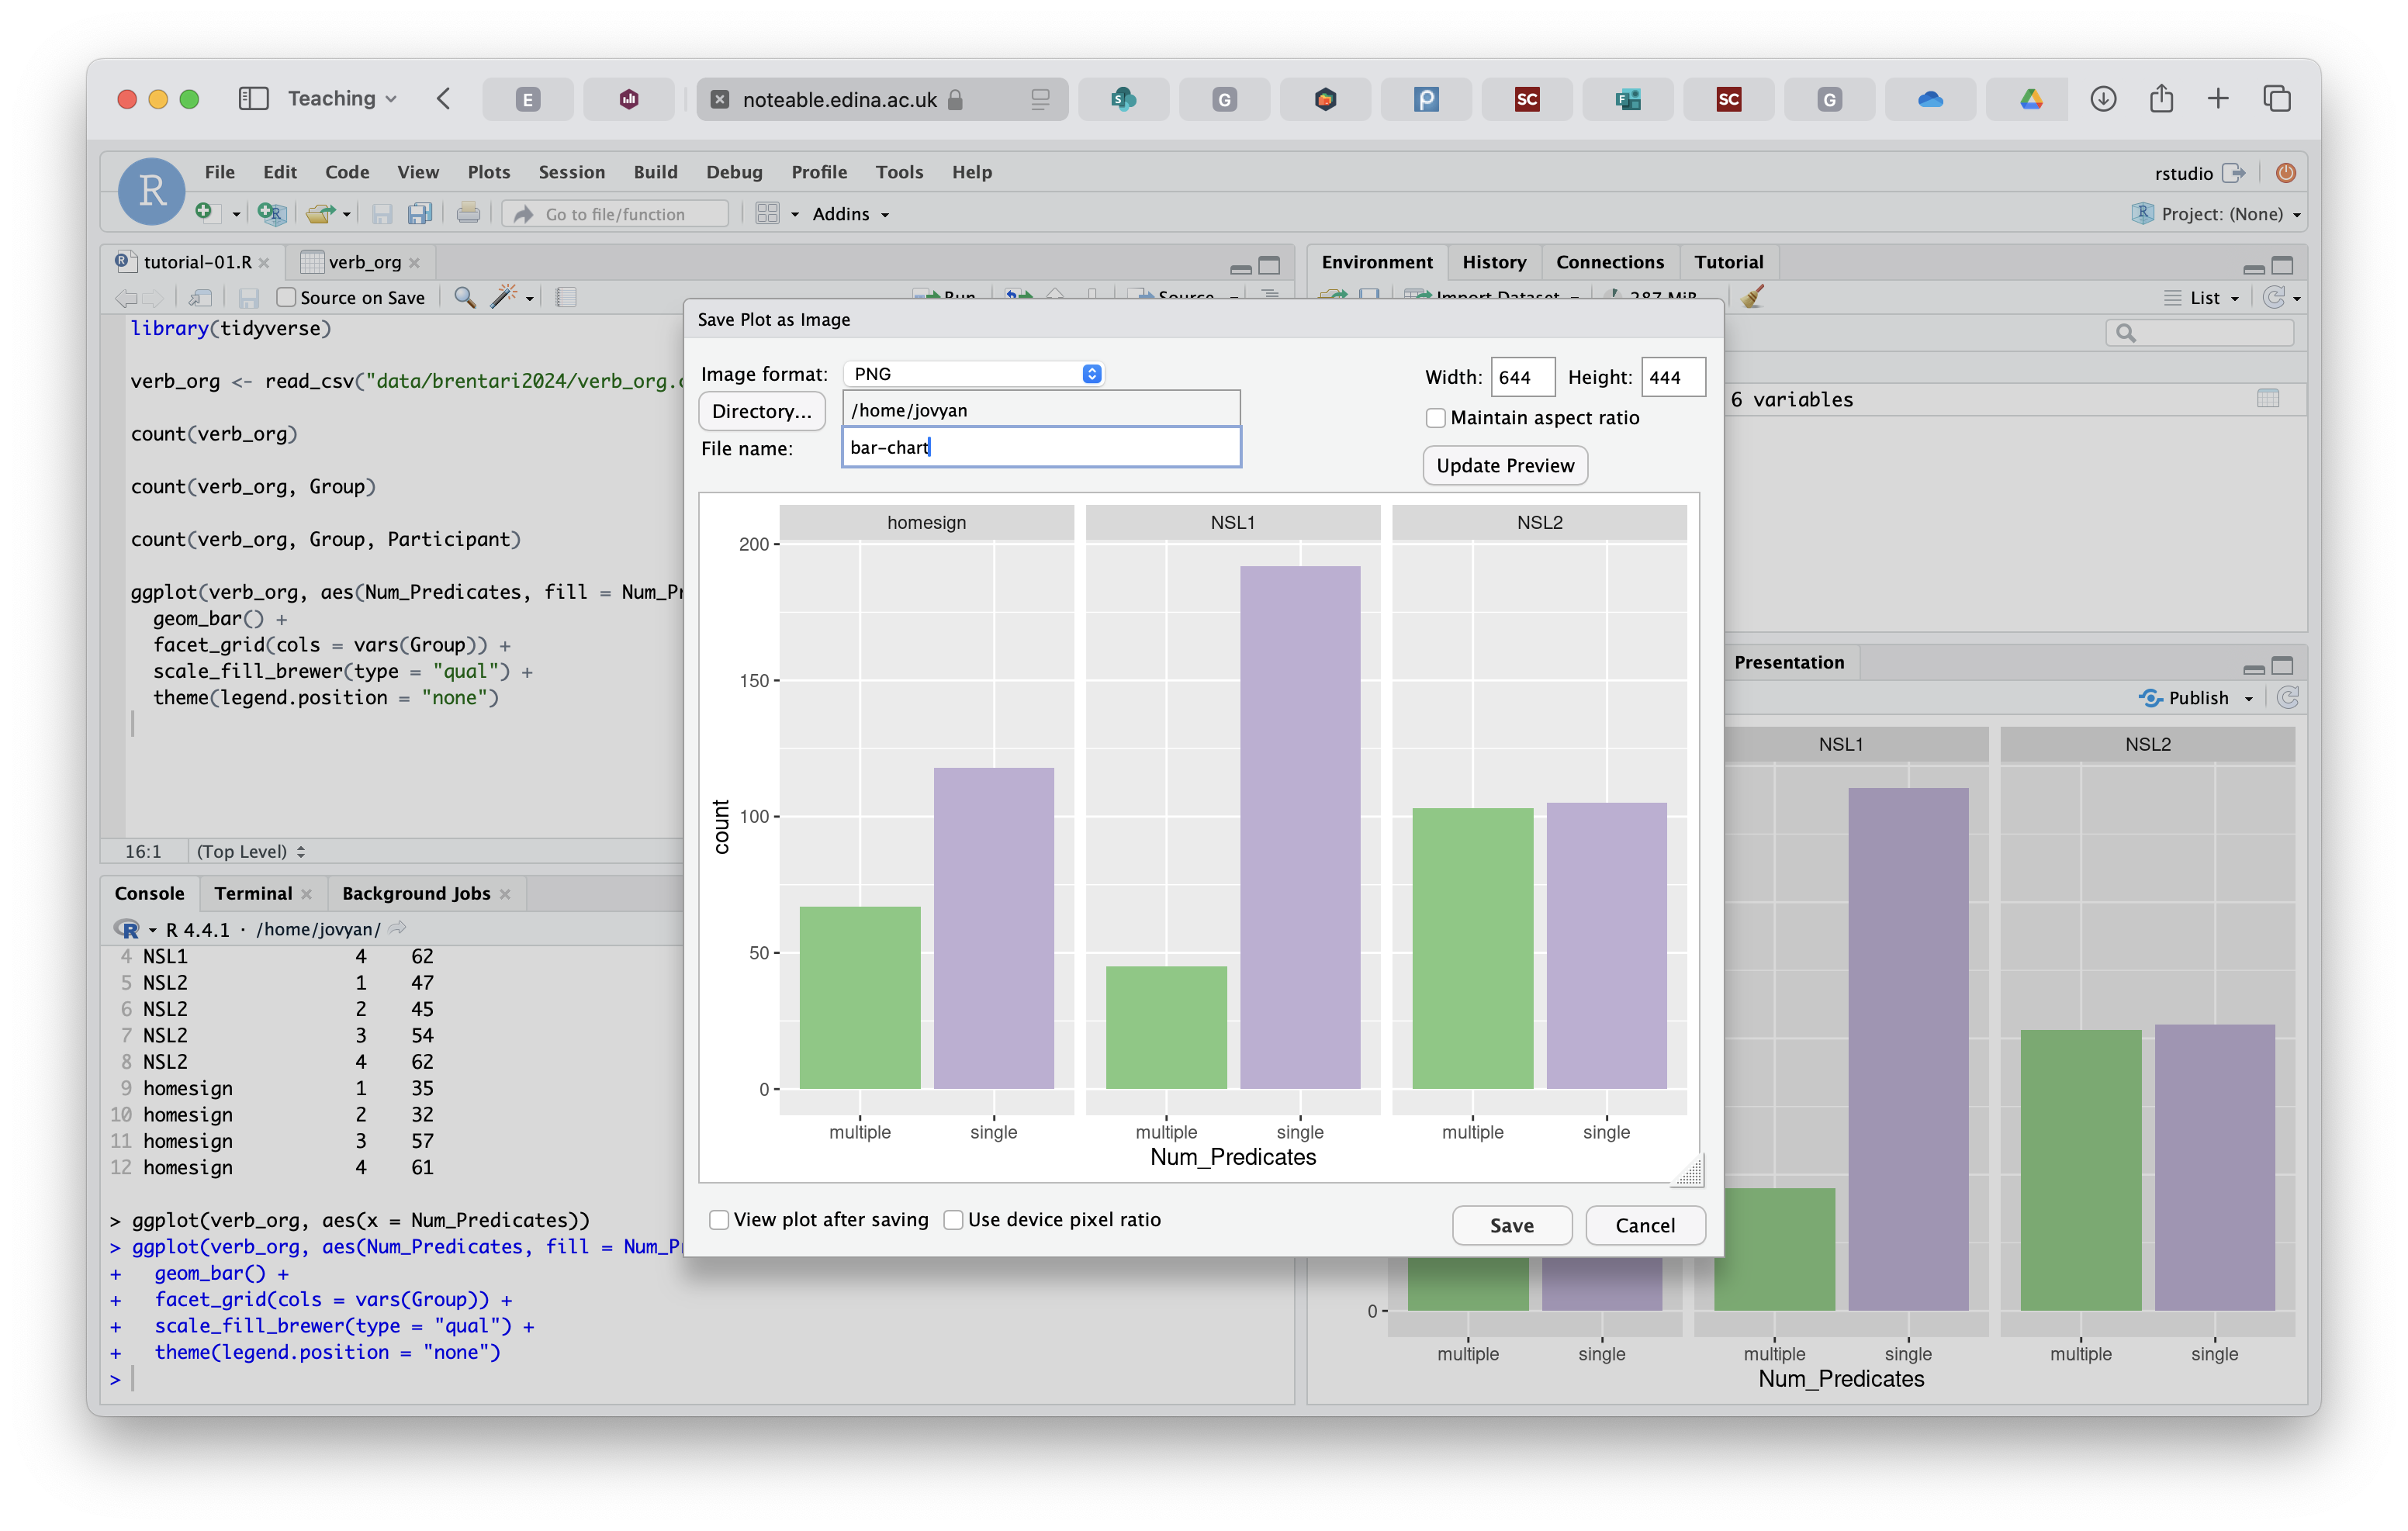 Teaching
E
noteable.edina.ac.uk
S
G
P
SC
F
SC
G
R
File Edit Code View Plots Session Build Debug Profile Tools Help
rstudio
Go to file/function
Addins
Project: (None)
tutorial-01.R
verb_org
Source on Save
Run
Source
library(tidyverse)
verb_org <- read_csv("data/brentari2024/verb_org.
count(verb_org)
count(verb_org, Group)
count(verb_org, Group, Participant)
ggplot(verb_org, aes(Num_Predicates, fill = Num_P
geom_bar() +
facet_grid(cols = vars(Group)) +
scale_fill_brewer(type = "qual") +
theme(legend.position = "none")
16:1
(Top Level)
Environment History Connections Tutorial
Import Dataset
287 MiB
List
6 variables
Presentation
Publish
NSL1
NSL2
0
multiple single multiple single multiple single
Num_Predicates
Console Terminal Background Jobs
R R 4.4.1 · /home/jovyan/
4 NSL1 4 62
5 NSL2 1 47
6 NSL2 2 45
7 NSL2 3 54
8 NSL2 4 62
9 homesign 1 35
10 homesign 2 32
11 homesign 3 57
12 homesign 4 61
> ggplot(verb_org, aes(x = Num_Predicates))
> ggplot(verb_org, aes(Num_Predicates, fill = Num_P
+ geom_bar() +
+ facet_grid(cols = vars(Group)) +
+ scale_fill_brewer(type = "qual") +
+ theme(legend.position = "none")
>
Save Plot as Image
Image format: PNG
Directory... /home/jovyan
File name: bar-chart
Width: 644 Height: 444
Maintain aspect ratio
Update Preview
homesign NSL1 NSL2
200
150
100
50
0
count
multiple single multiple single multiple single
Num_Predicates
View plot after saving
Use device pixel ratio
Save
Cancel